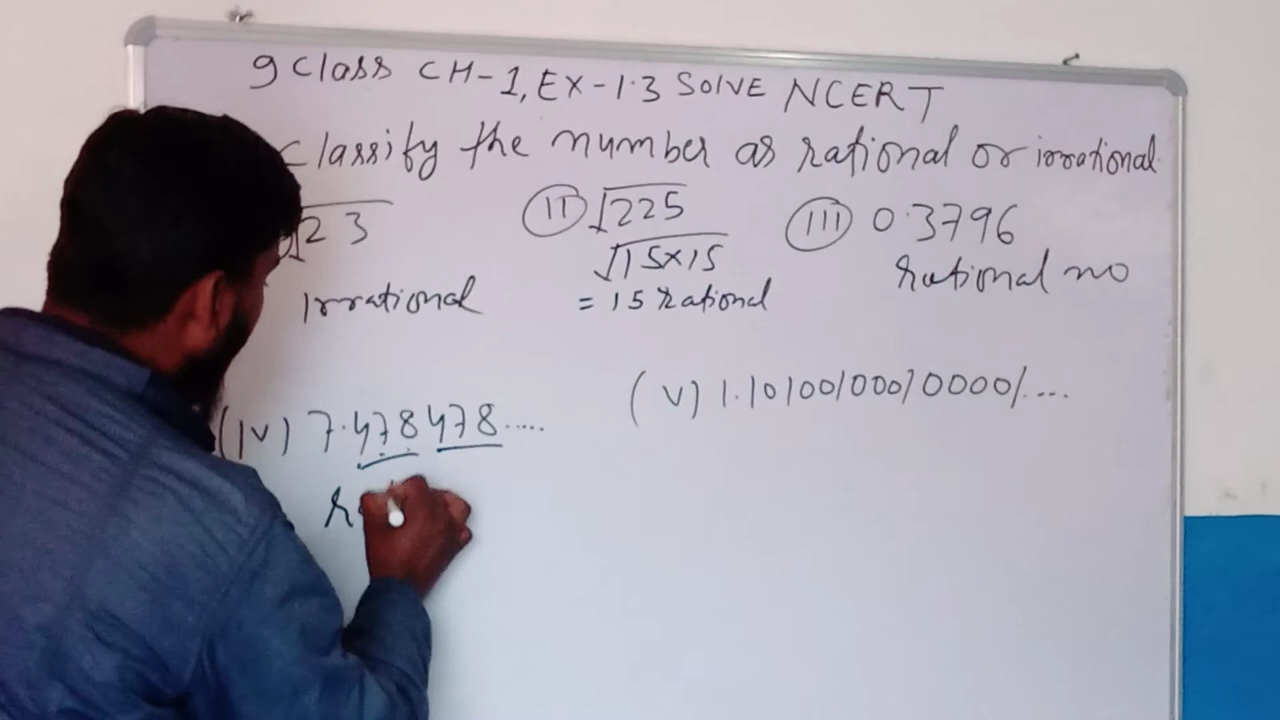 9 Class CH-1, EX-1.3 SOLVE NCERT
Classify the number as rational or irrational.
√23 (II) √225 (III) 0.3796
√15×15 rational no
Irrational = 15 rational
(IV) 7.478478..... (V) 1.101001000100001....